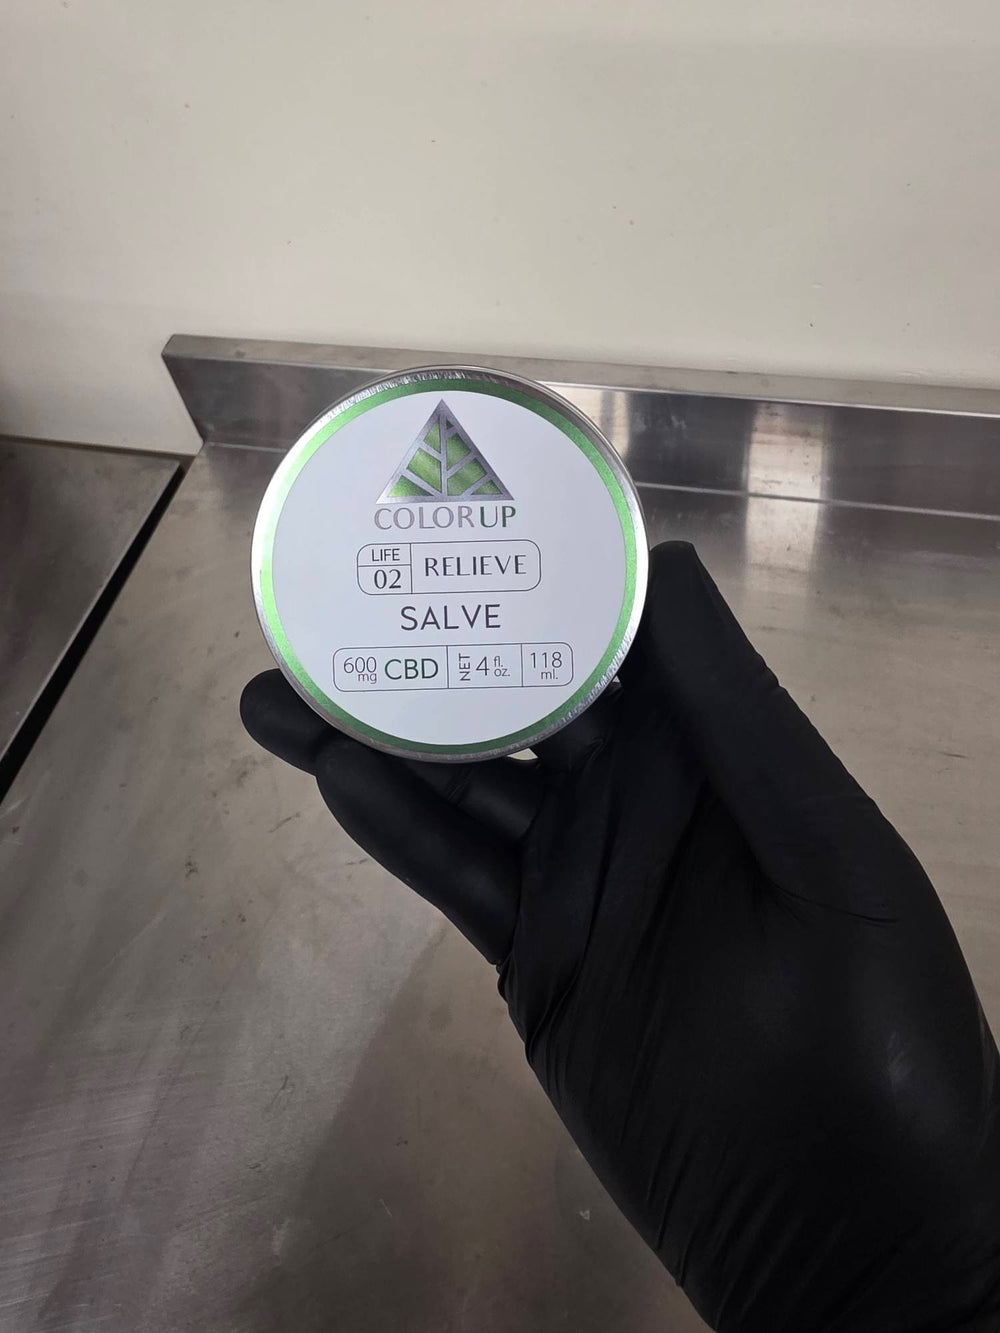 COLORUP
LIFE
02
RELIEVE
SALVE
600 mg CBD
NET 4 fl. oz.
118 ml.